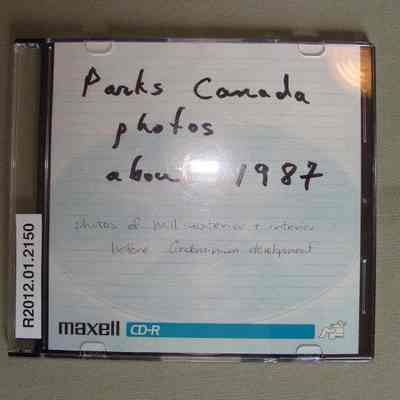 Parks Canada
photos
about 1987
photos of mill exterior + interior
before Condominium development
maxell CD-R
R2012.01.2150